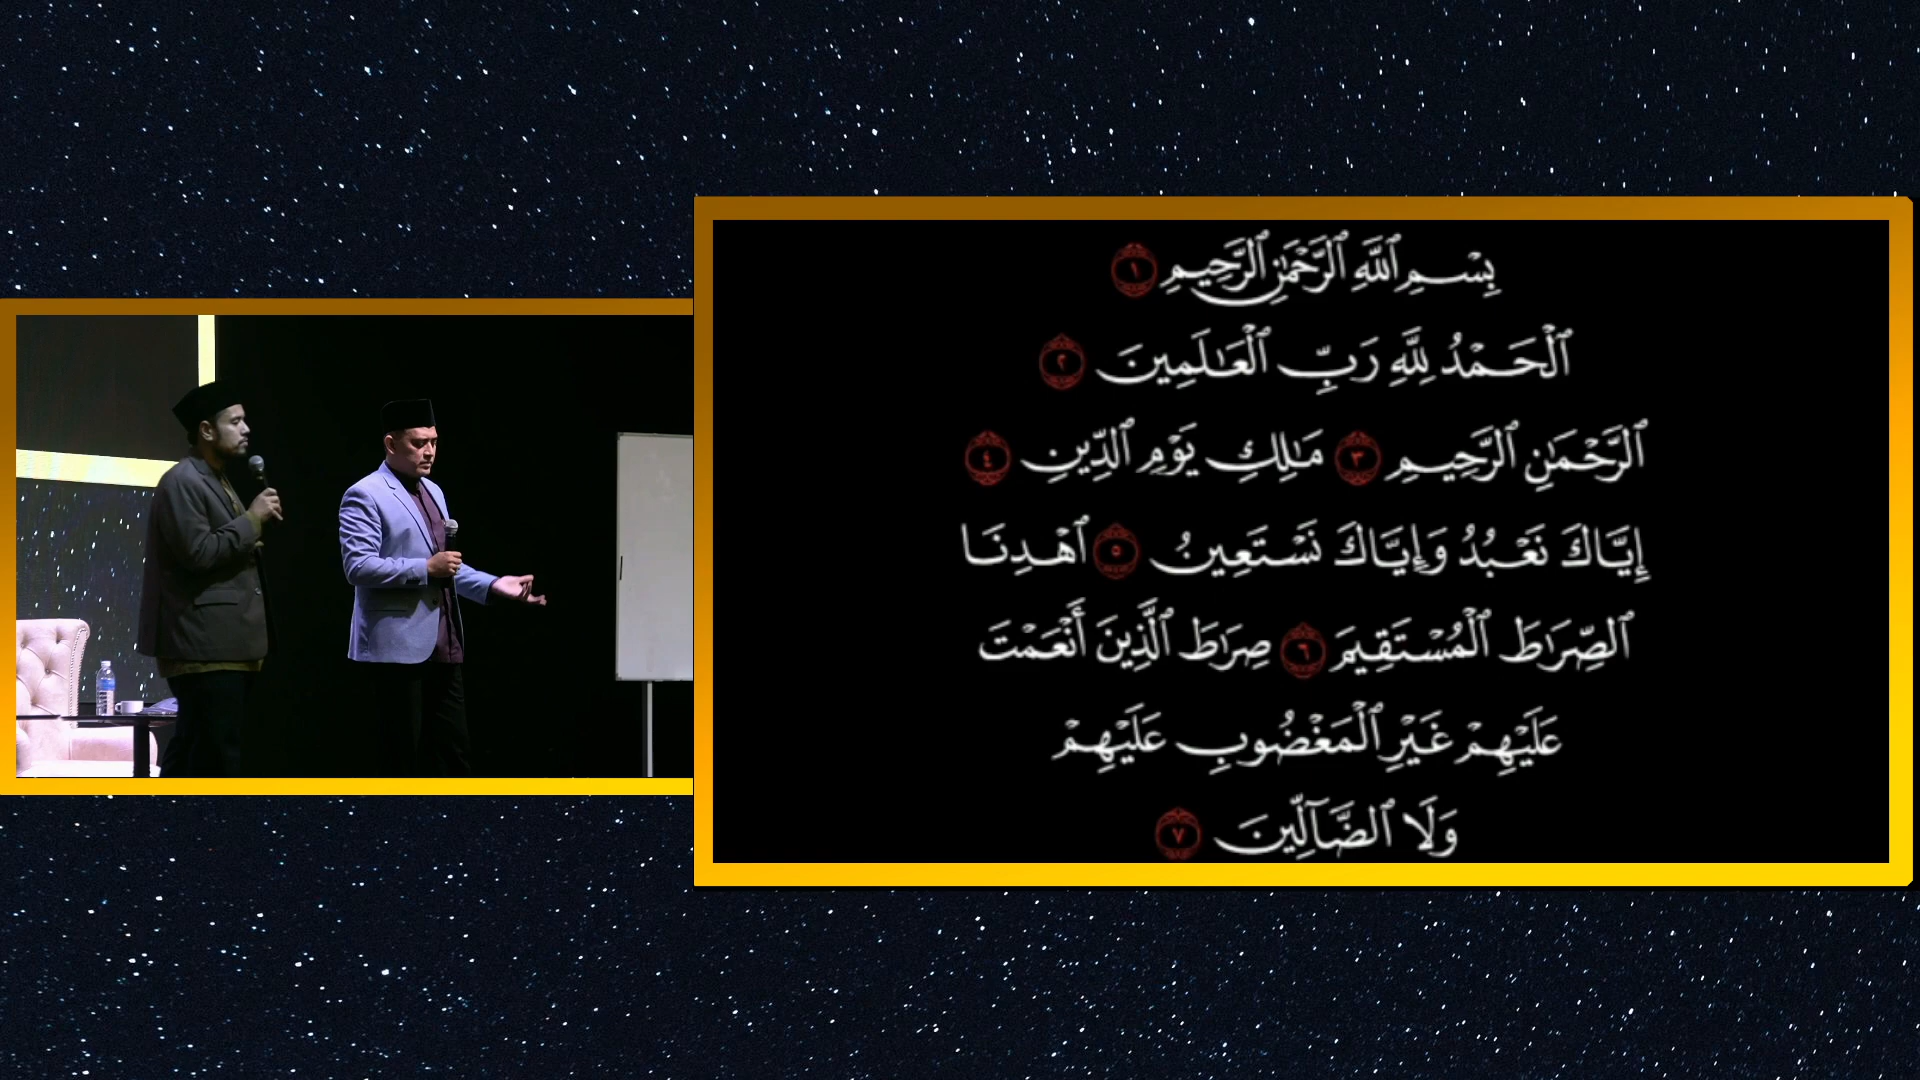 بِسْمِ ٱللَّهِ ٱلرَّحْمَٰنِ ٱلرَّحِيمِ ١
ٱلْحَمْدُ لِلَّهِ رَبِّ ٱلْعَـٰلَمِينَ ٢
ٱلرَّحْمَـٰنِ ٱلرَّحِيمِ ٣ مَـٰلِكِ يَوْمِ ٱلدِّينِ ٤
إِيَّاكَ نَعْبُدُ وَإِيَّاكَ نَسْتَعِينُ ٥ ٱهْدِنَا
ٱلصِّرَٰطَ ٱلْمُسْتَقِيمَ ٦ صِرَٰطَ ٱلَّذِينَ أَنْعَمْتَ
عَلَيْهِمْ غَيْرِ ٱلْمَغْضُوبِ عَلَيْهِمْ
وَلَا ٱلضَّآلِّينَ ٧